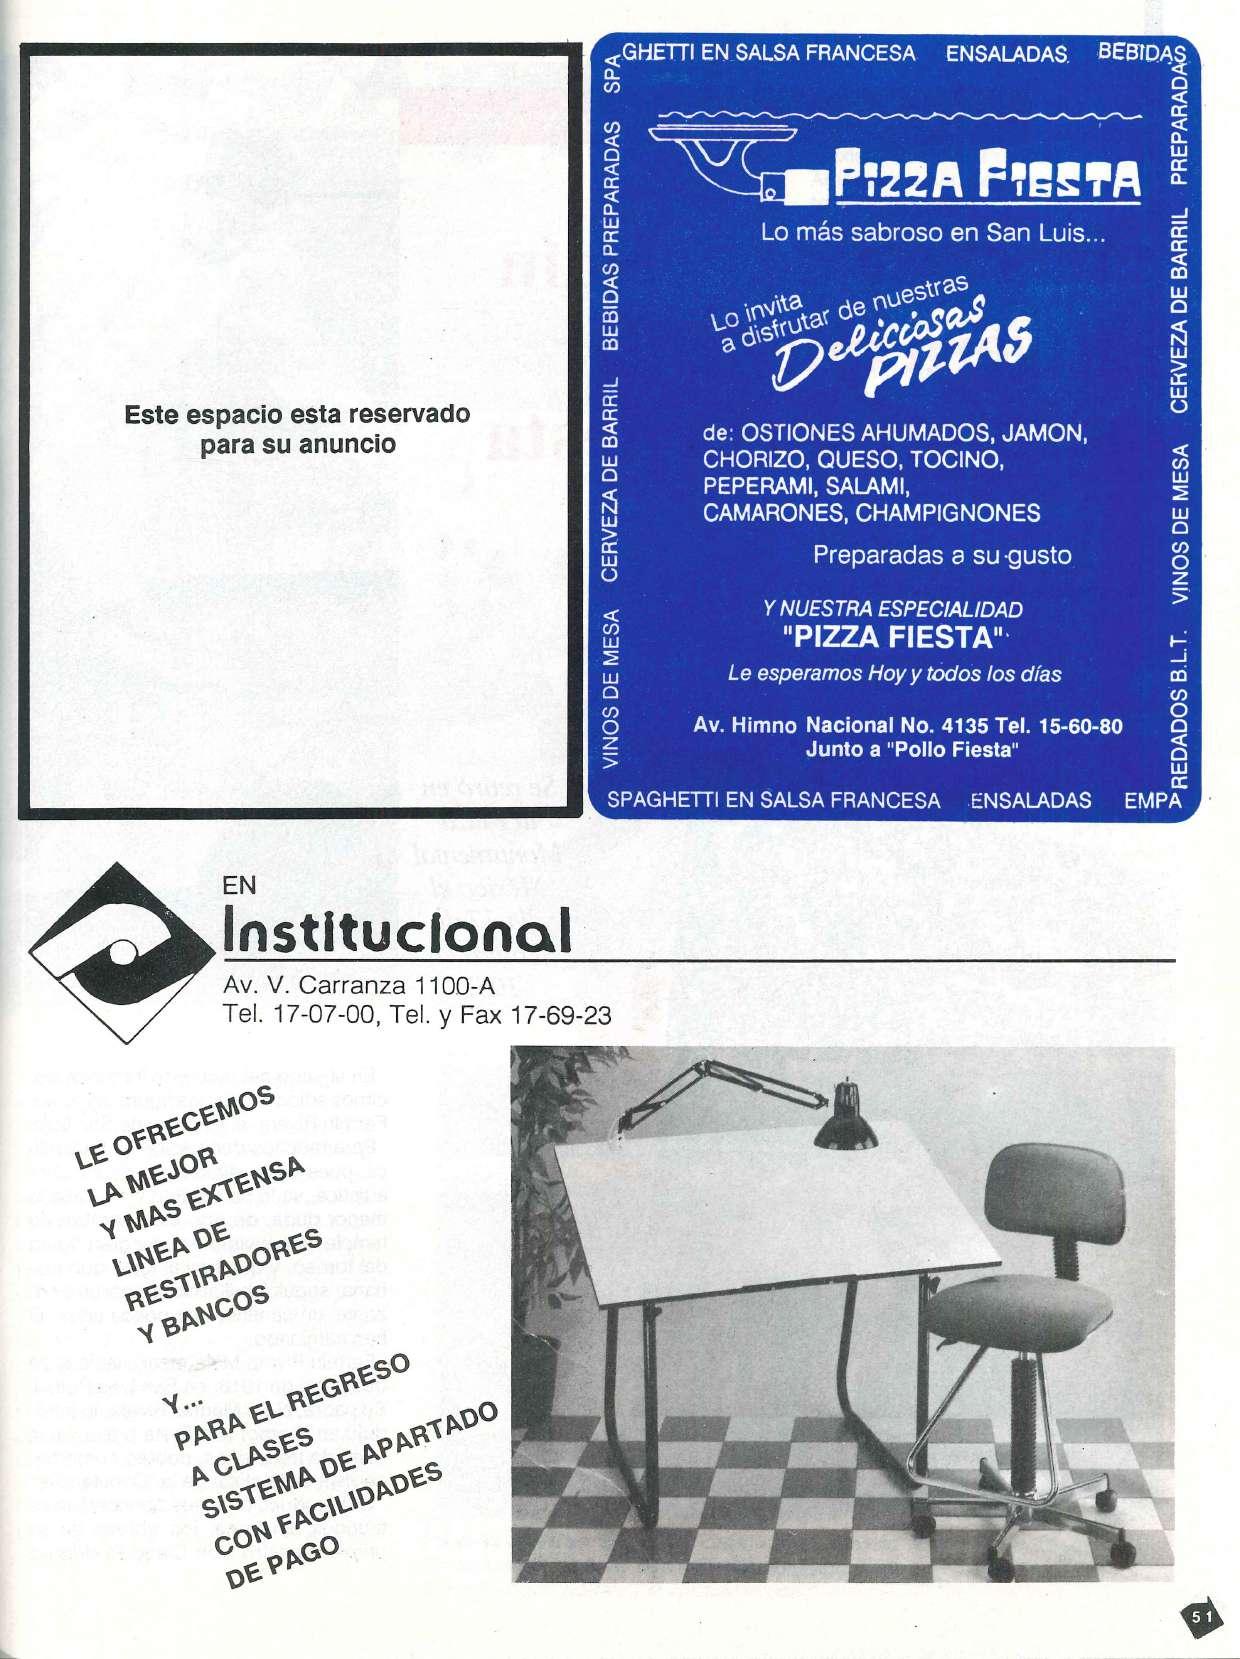 Este espacio esta reservado
para su anuncio
SPAGHETTI EN SALSA FRANCESA ENSALADAS BEBIDAS PREPARADAS
CERVEZA DE BARRIL
VINOS DE MESA
PIZZA FIESTA
Lo más sabroso en San Luis...
Lo invita
a disfrutar de nuestras
Deliciosas
PIZZAS
de: OSTIONES AHUMADOS, JAMON,
CHORIZO, QUESO, TOCINO,
PEPERAMI, SALAMI,
CAMARONES, CHAMPIGNONES
Preparadas a su gusto
Y NUESTRA ESPECIALIDAD
"PIZZA FIESTA"
Le esperamos Hoy y todos los días
Av. Himno Nacional No. 4135 Tel. 15-60-80
Junto a "Pollo Fiesta"
VINOS DE MESA CERVEZA DE BARRIL BEBIDAS PREPARADAS
SPAGHETTI EN SALSA FRANCESA ENSALADAS EMPAREDADOS B.L.T.
EN
Institucional
Av. V. Carranza 1100-A
Tel. 17-07-00, Tel. y Fax 17-69-23
LE OFRECEMOS
LA MEJOR
Y MAS EXTENSA
LINEA DE
RESTIRADORES
Y BANCOS
Y...
PARA EL REGRESO
A CLASES
SISTEMA DE APARTADO
CON FACILIDADES
DE PAGO
51